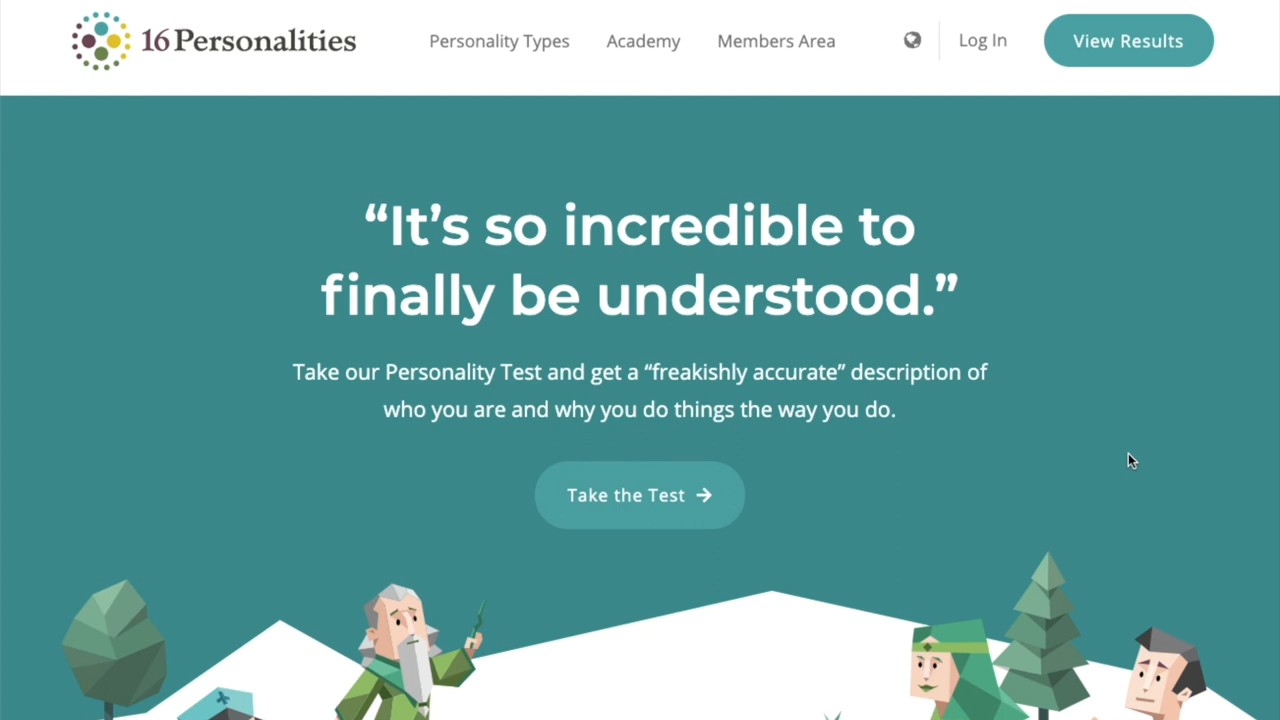 16Personalities
Personality Types
Academy
Members Area
Log In
View Results
“It’s so incredible to
finally be understood.”
Take our Personality Test and get a “freakishly accurate” description of
who you are and why you do things the way you do.
Take the Test